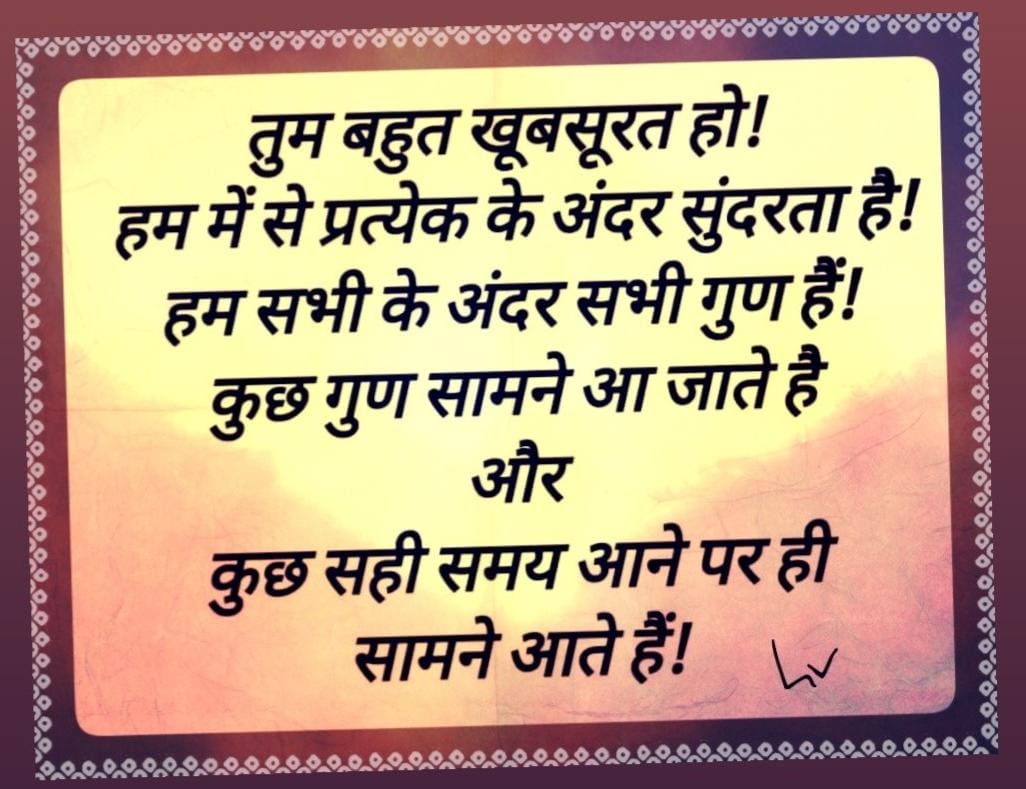 तुम बहुत खूबसूरत हो!
हम में से प्रत्येक के अंदर सुंदरता है!
हम सभी के अंदर सभी गुण हैं!
कुछ गुण सामने आ जाते है
और
कुछ सही समय आने पर ही
सामने आते हैं!